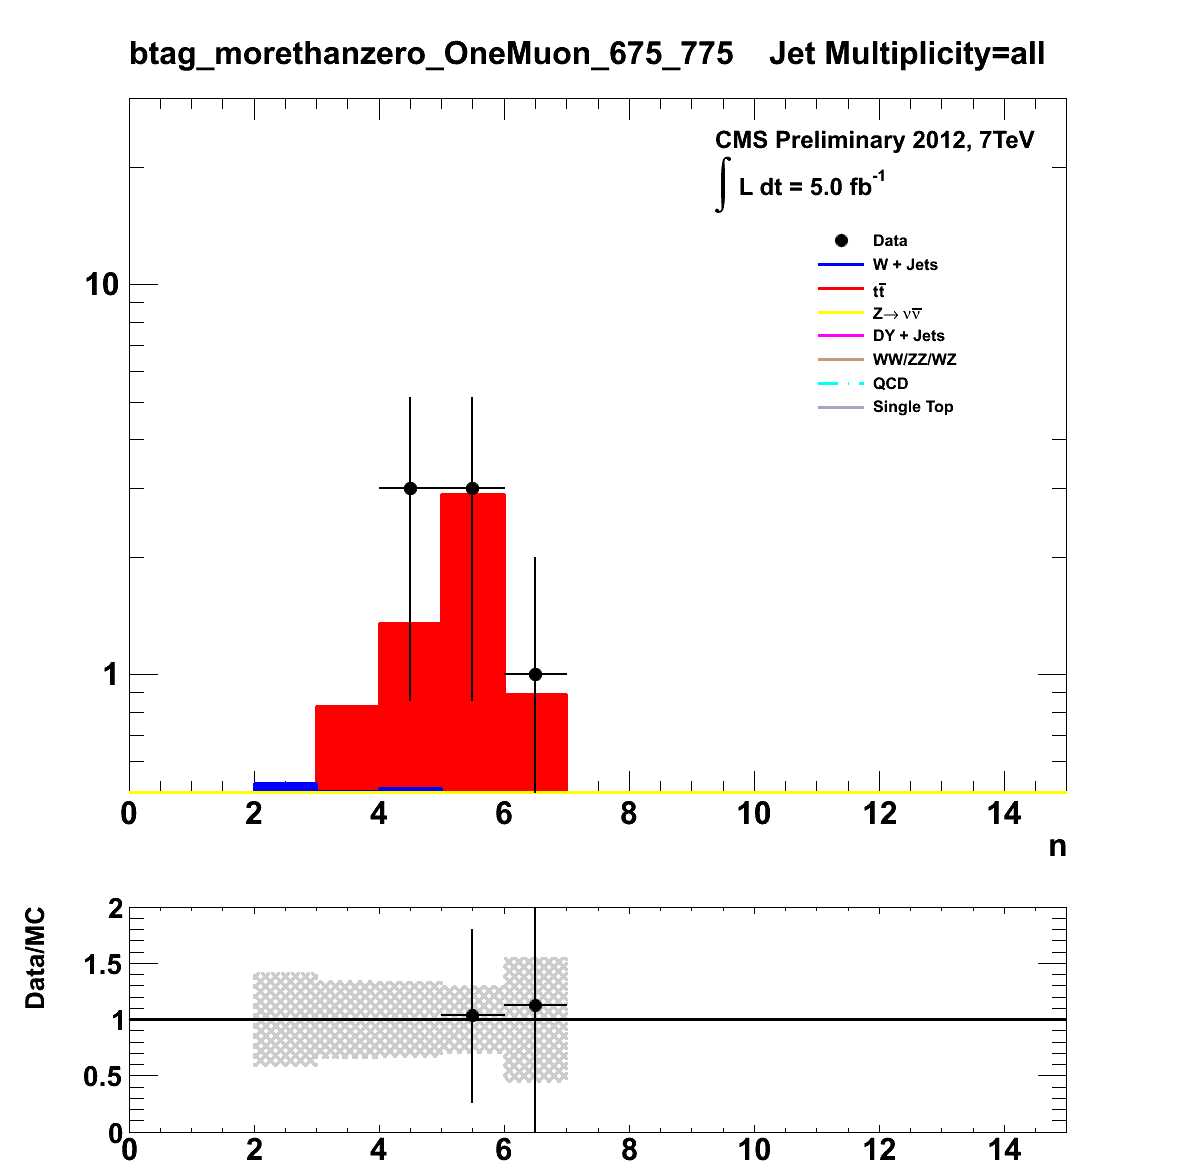 btag_morethanzero_OneMuon_675_775 Jet Multiplicity=all
CMS Preliminary 2012, 7TeV
∫ L dt = 5.0 fb⁻¹
Data
W + Jets
tt̅
Z→ νν̅
DY + Jets
WW/ZZ/WZ
QCD
Single Top
10
1
0 2 4 6 8 10 12 14
n
Data/MC
2
1.5
1
0.5
0
0 2 4 6 8 10 12 14